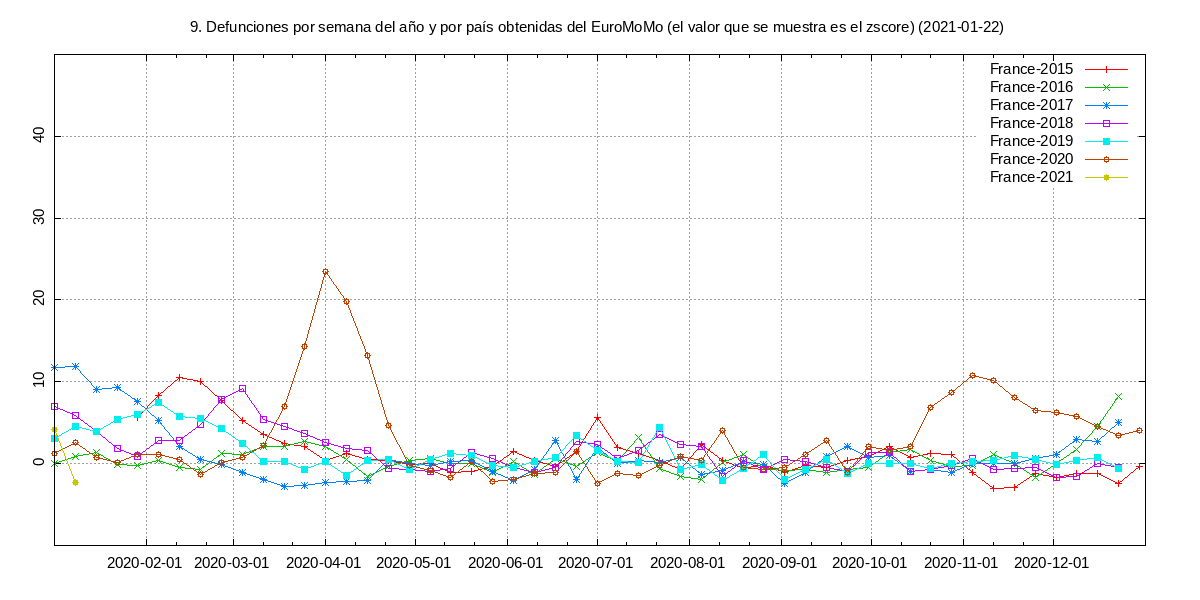 9. Defunciones por semana del año y por país obtenidas del EuroMoMo (el valor que se muestra es el zscore) (2021-01-22)
France-2015
France-2016
France-2017
France-2018
France-2019
France-2020
France-2021
40
30
20
10
0
2020-02-01 2020-03-01 2020-04-01 2020-05-01 2020-06-01 2020-07-01 2020-08-01 2020-09-01 2020-10-01 2020-11-01 2020-12-01